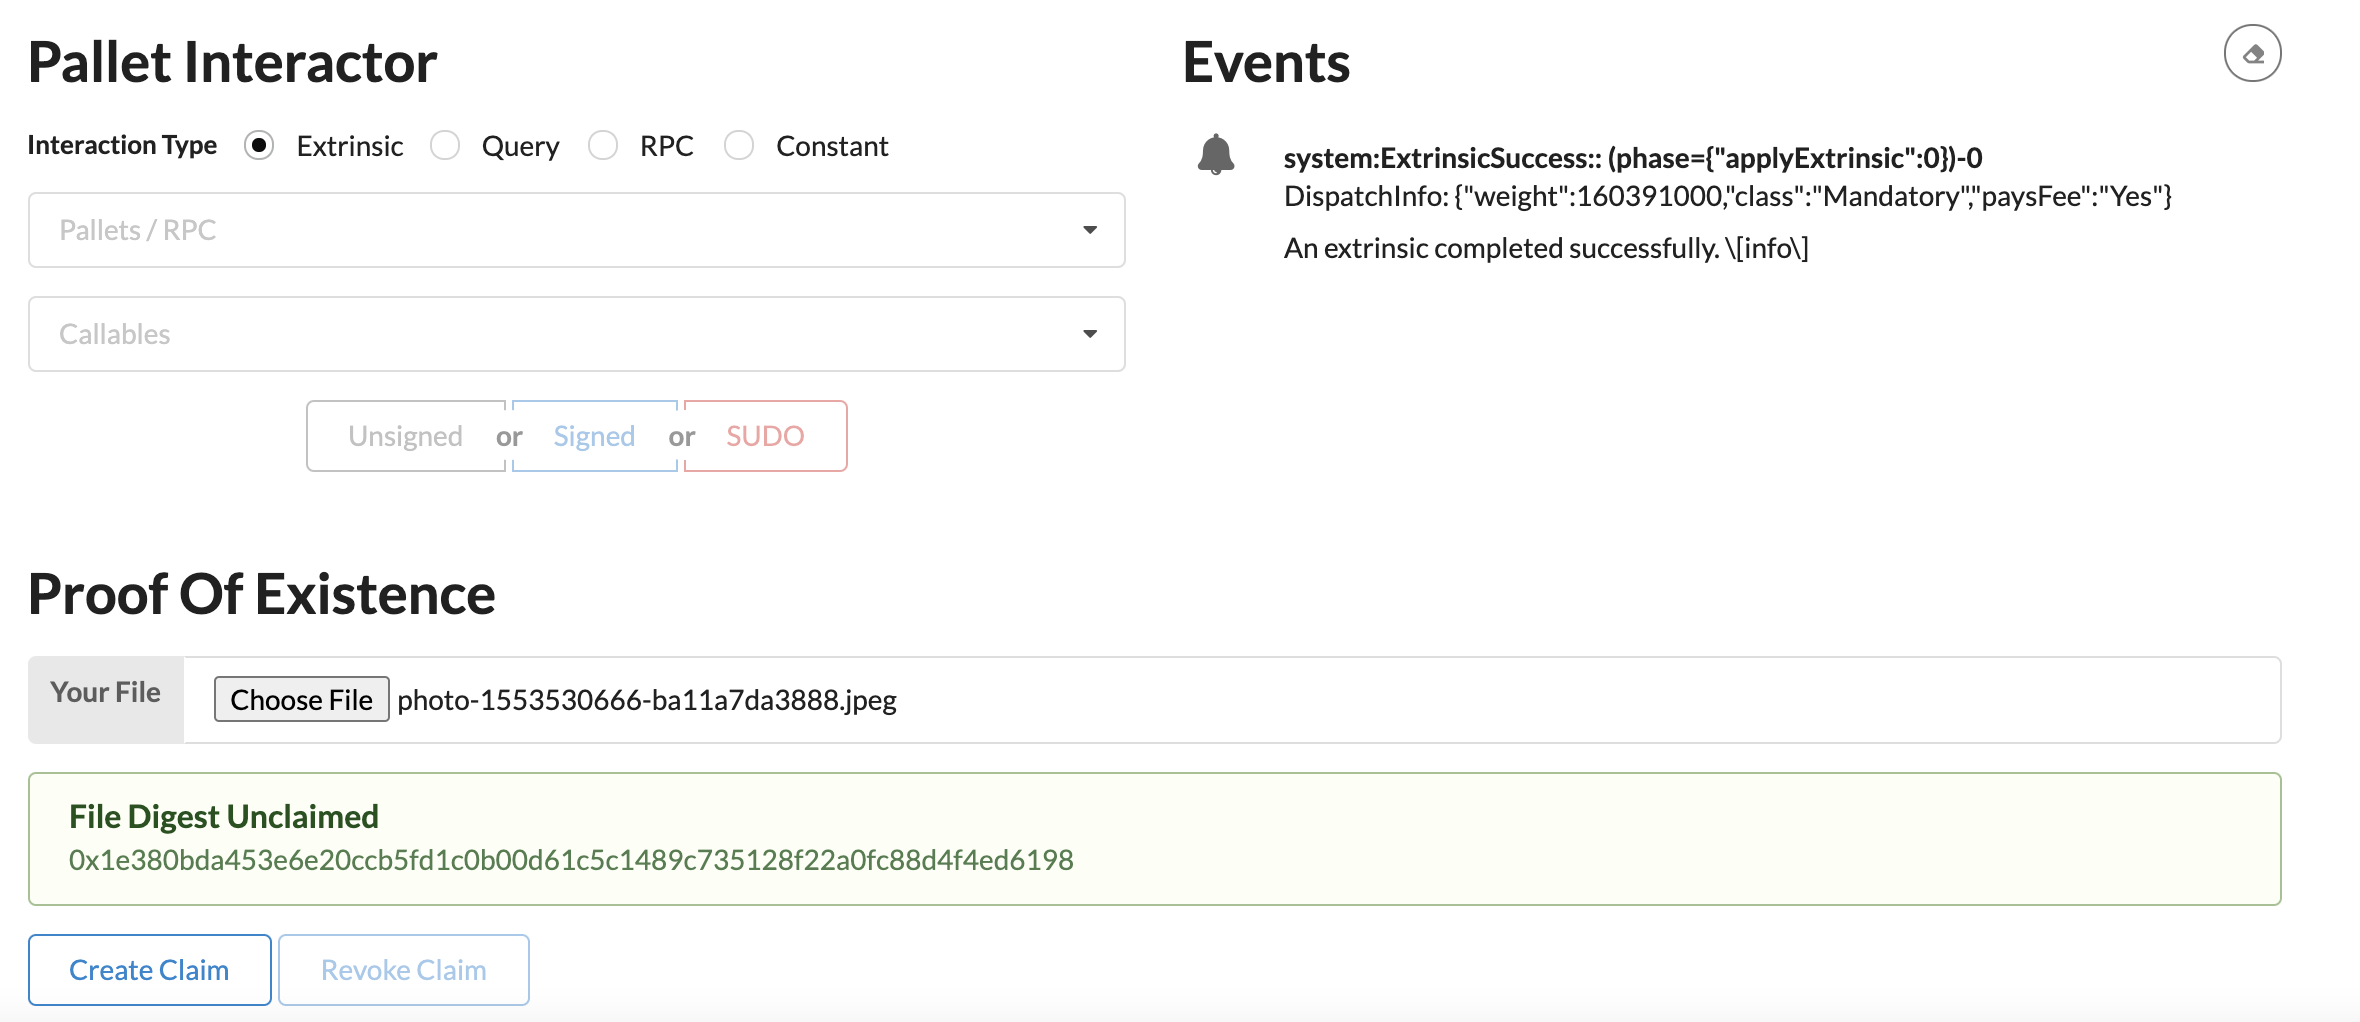 Pallet Interactor
Interaction Type Extrinsic Query RPC Constant
Pallets / RPC
Callables
Unsigned or Signed or SUDO
Events
system:ExtrinsicSuccess:: (phase={"applyExtrinsic":0})-0
DispatchInfo: {"weight":160391000,"class":"Mandatory""paysFee":"Yes"}
An extrinsic completed successfully. \[info\]
Proof Of Existence
Your File Choose File photo-1553530666-ba11a7da3888.jpeg
File Digest Unclaimed
0x1e380bda453e6e20ccb5fd1c0b00d61c5c1489c735128f22a0fc88d4f4ed6198
Create Claim Revoke Claim